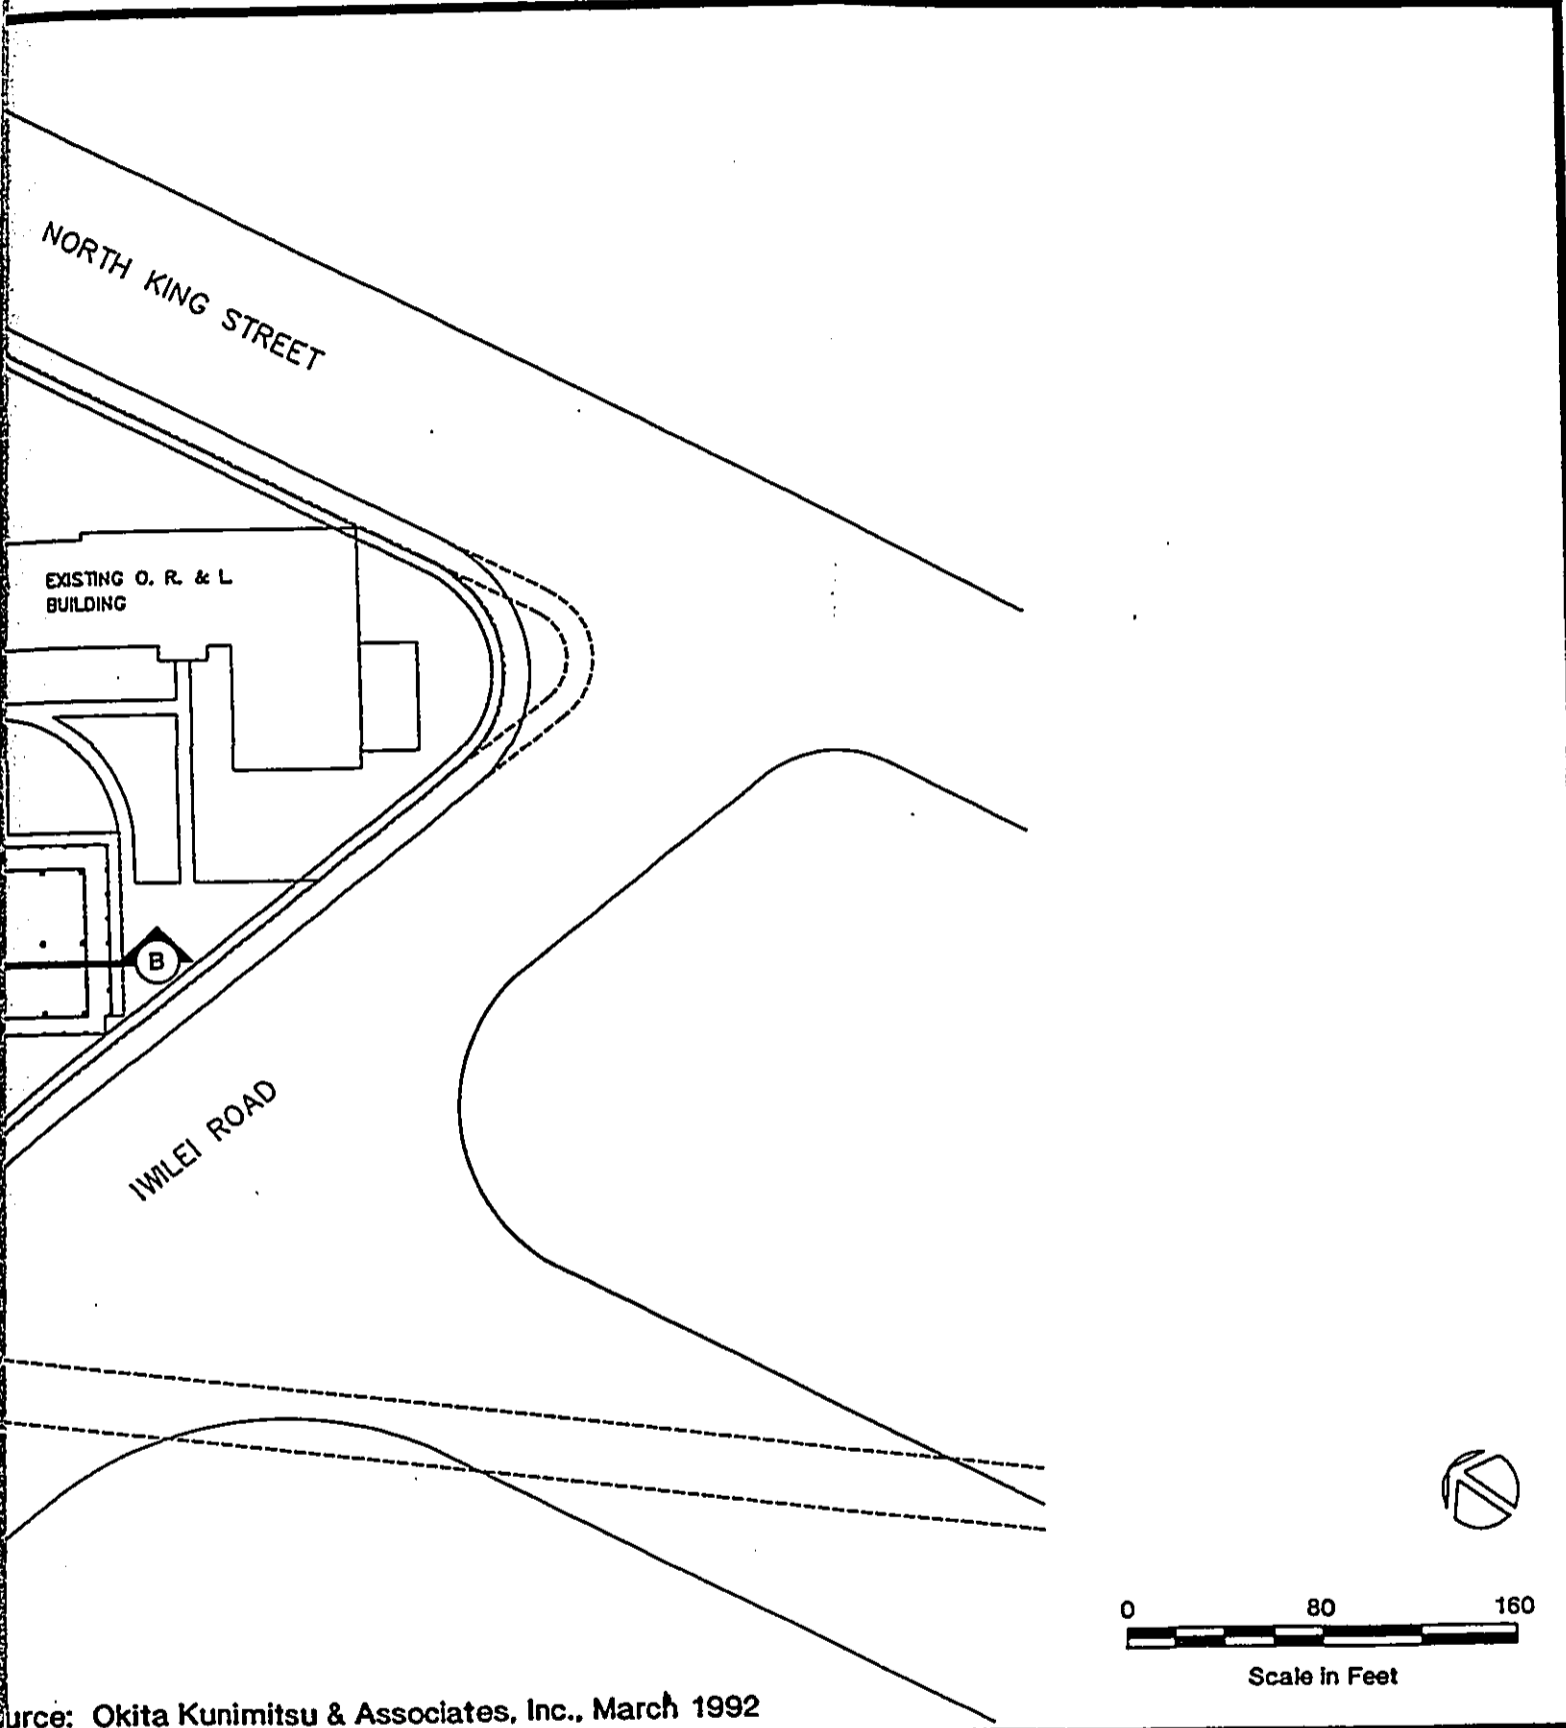 NORTH KING STREET
EXISTING O. R. & L
BUILDING
B
IWILEI ROAD
0 80 160
Scale in Feet
urce: Okita Kunimitsu & Associates, Inc., March 1992